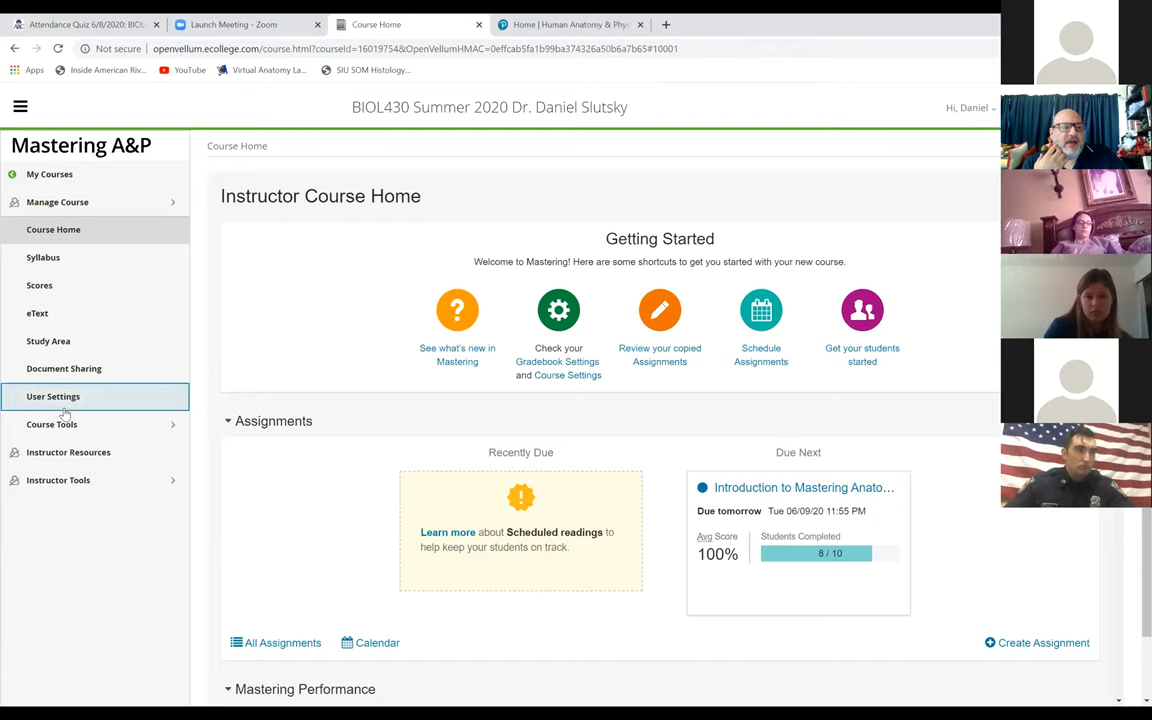 Attendance Quiz 6/8/2020: BIOL
Launch Meeting - Zoom
Course Home
Home | Human Anatomy & Phys
Not secure
openvellum.ecollege.com/course.html?courseId=16019754&OpenVellumHMAC=0effcab5fa1b99ba374326a50b6a7b65#10001
Apps
Inside American Riv...
YouTube
Virtual Anatomy La...
SIU SOM Histology...
BIOL430 Summer 2020 Dr. Daniel Slutsky
Hi, Daniel
Mastering A&P
My Courses
Manage Course
Course Home
Syllabus
Scores
eText
Study Area
Document Sharing
User Settings
Course Tools
Instructor Resources
Instructor Tools
Course Home
Instructor Course Home
Getting Started
Welcome to Mastering! Here are some shortcuts to get you started with your new course.
See what's new in
Mastering
Check your
Gradebook Settings
and Course Settings
Review your copied
Assignments
Schedule
Assignments
Get your students
started
Assignments
Recently Due
Learn more about Scheduled readings to
help keep your students on track.
Due Next
Introduction to Mastering Anato...
Due tomorrow Tue 06/09/20 11:55 PM
Avg Score
100%
Students Completed
8 / 10
All Assignments
Calendar
Create Assignment
Mastering Performance